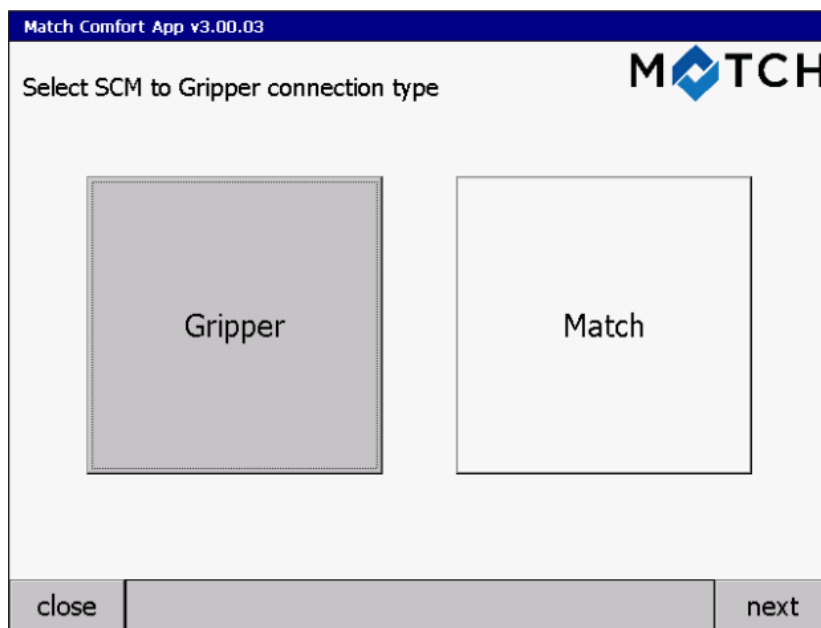 Match Comfort App v3.00.03
MATCH
Select SCM to Gripper connection type
Gripper
Match
close
next